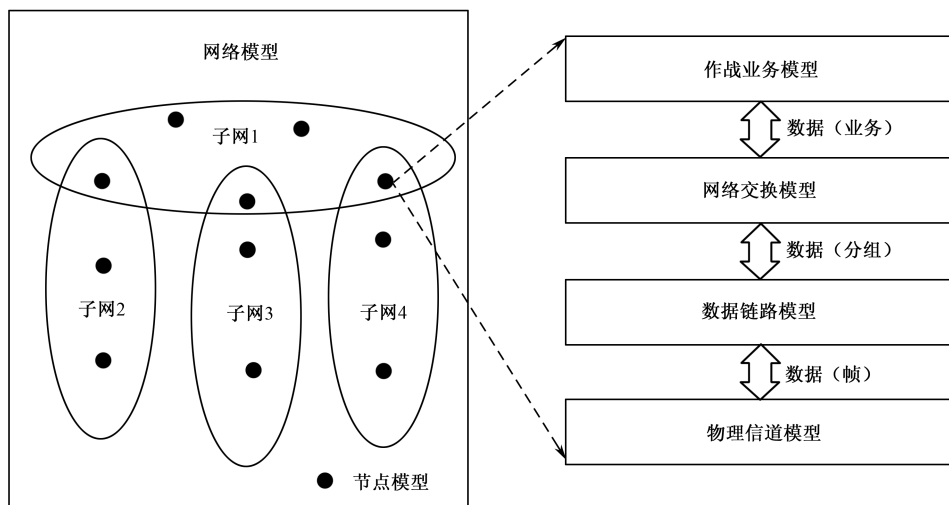 网络模型
子网1
子网2
子网3
子网4
节点模型
作战业务模型
数据（业务）
网络交换模型
数据（分组）
数据链路模型
数据（帧）
物理信道模型